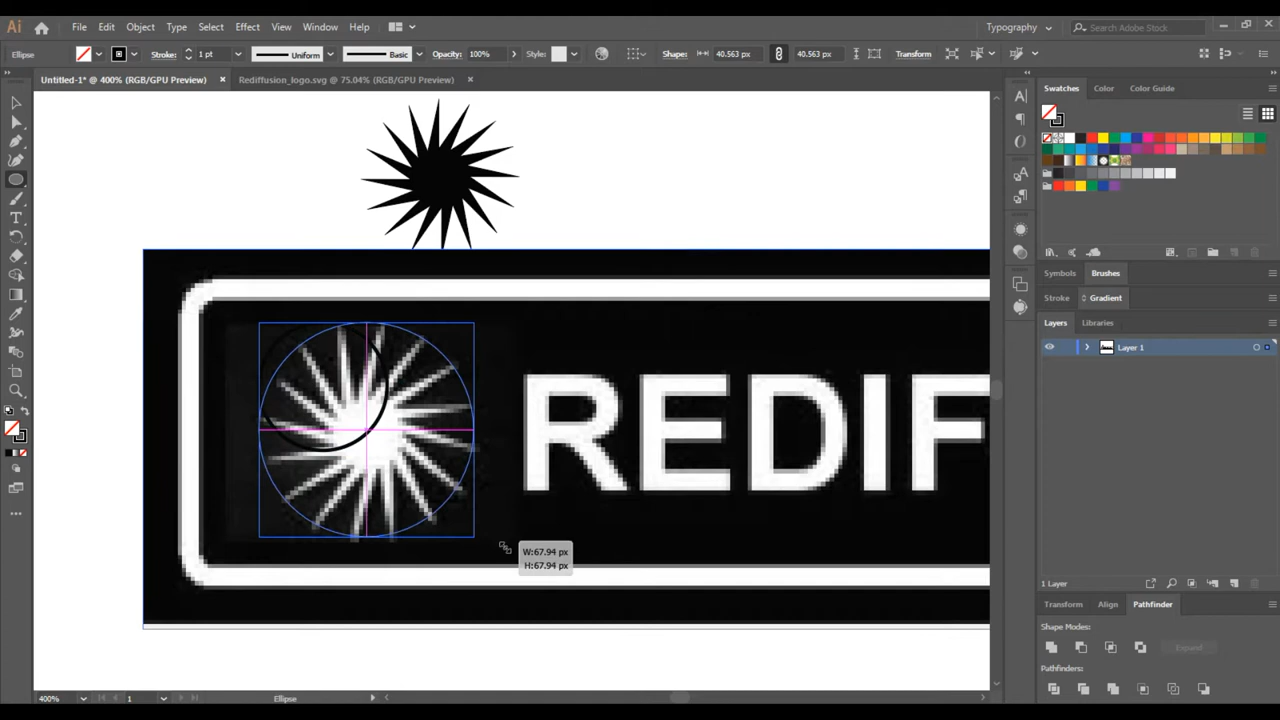 Ai File Edit Object Type Select Effect View Window Help Typography Search Adobe Stock
Ellipse Stroke: 1 pt Uniform Basic Opacity: 100% Style: Shape: 40.563 px 40.563 px Transform
Untitled-1* @ 400% (RGB/GPU Preview) × Rediffusion_logo.svg @ 75.04% (RGB/GPU Preview) ×
Swatches Color Color Guide
Symbols Brushes
Stroke Gradient
Layers Libraries
Layer 1
REDIF
W:67.94 px
H:67.94 px
1 Layer
Transform Align Pathfinder
Shape Modes:
Expand
Pathfinders:
400% 1 Ellipse